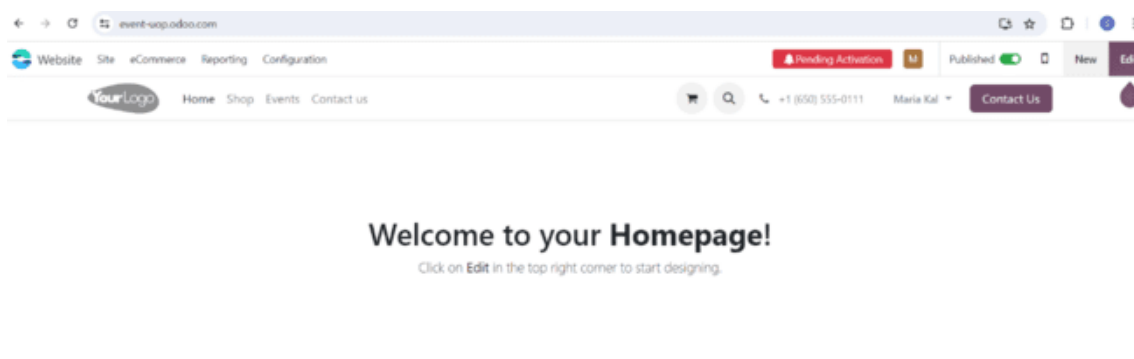 event-uop.odoo.com
Website Site eCommerce Reporting Configuration Pending Activation M Published New Edi
YourLogo Home Shop Events Contact us +1 (650) 555-0111 Maria Kal Contact Us
Welcome to your Homepage!
Click on Edit in the top right corner to start designing.